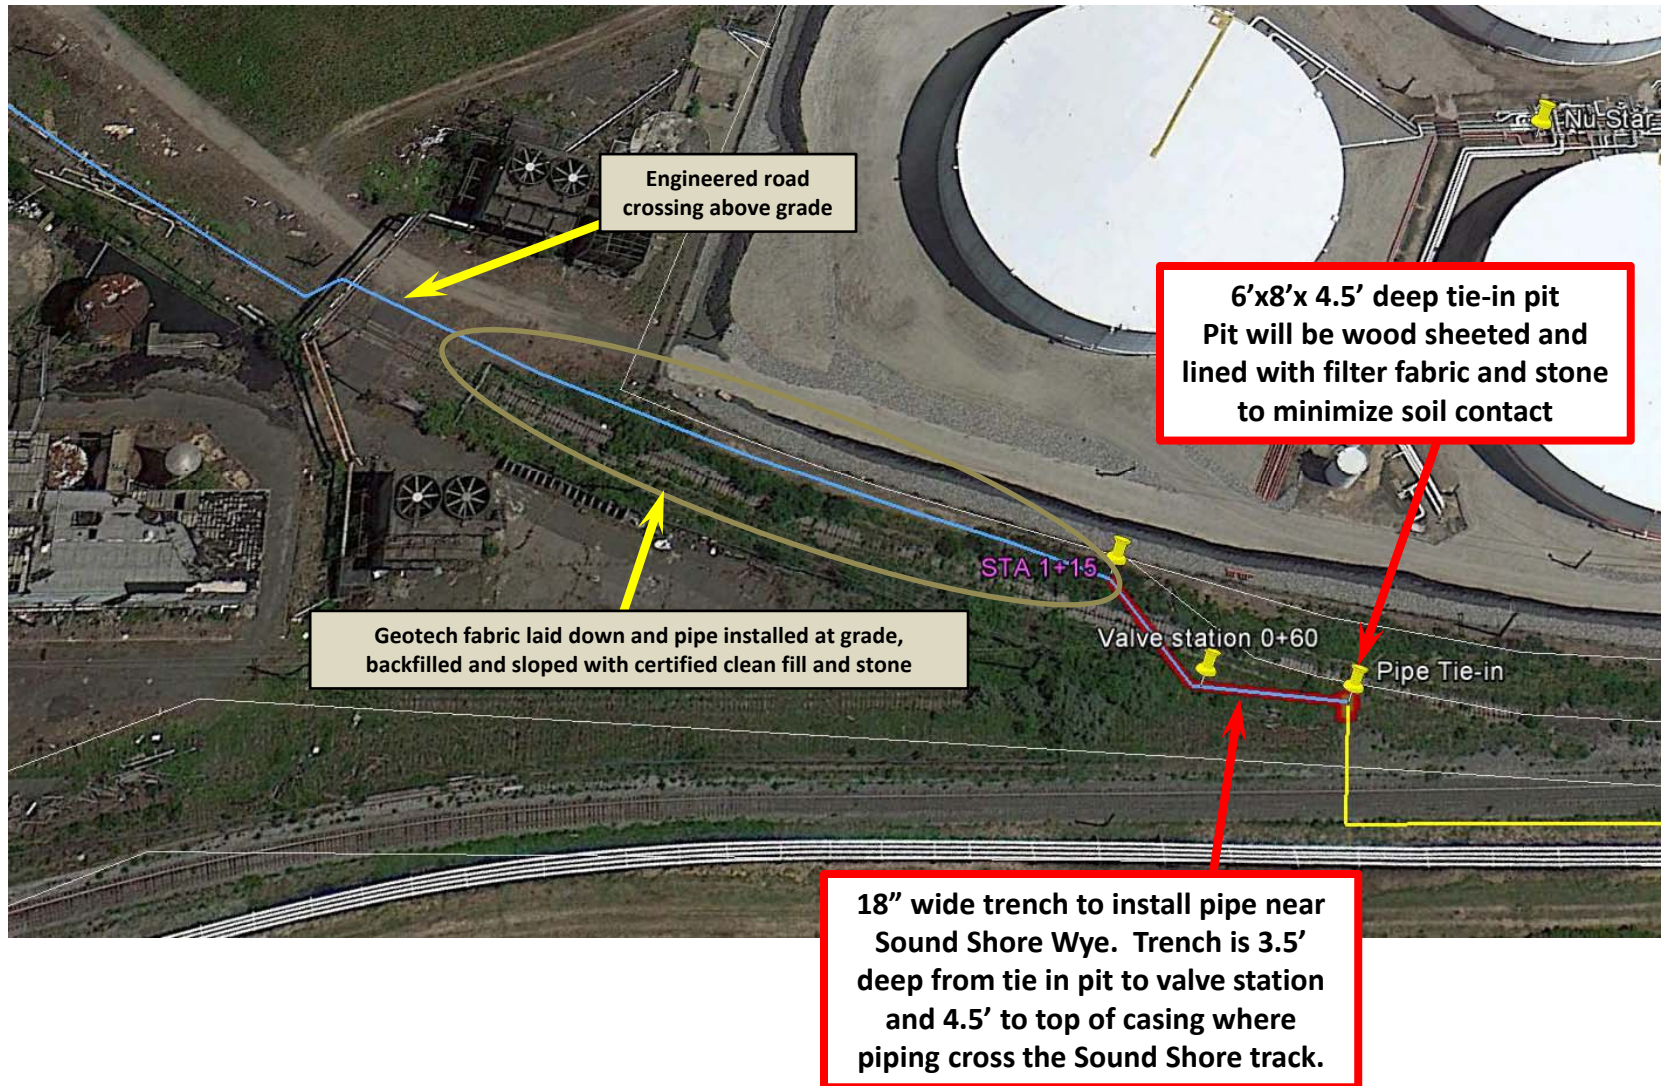 Nu-Star
Engineered road
crossing above grade
6’x8’x 4.5’ deep tie-in pit
Pit will be wood sheeted and
lined with filter fabric and stone
to minimize soil contact
STA 1+15
Geotech fabric laid down and pipe installed at grade,
backfilled and sloped with certified clean fill and stone
Valve station 0+60
Pipe Tie-in
18” wide trench to install pipe near
Sound Shore Wye.  Trench is 3.5’
deep from tie in pit to valve station
and 4.5’ to top of casing where
piping cross the Sound Shore track.